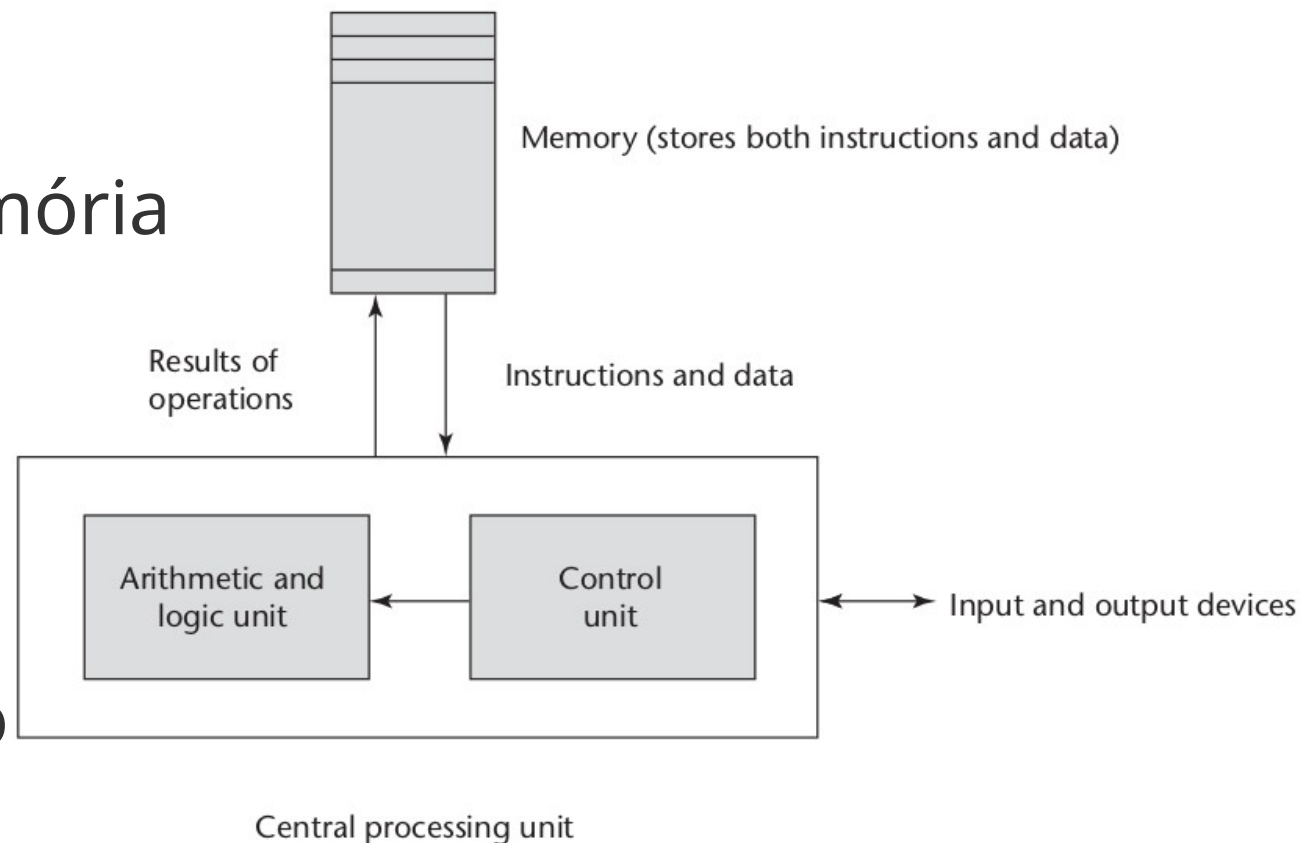 Memory (stores both instructions and data)
mória
Results of
operations
Instructions and data
Arithmetic and
logic unit
Control
unit
Input and output devices
o
Central processing unit